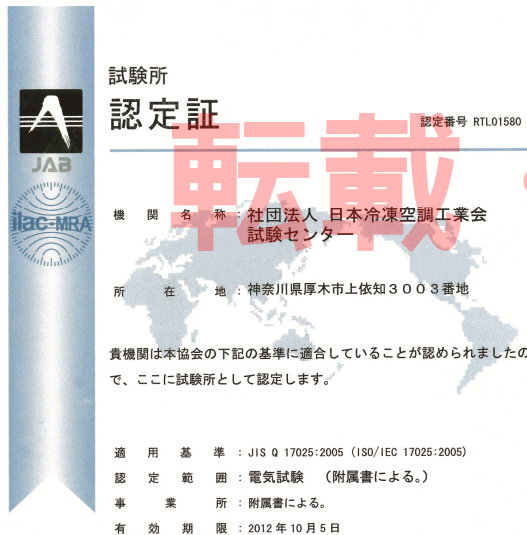 試験所
認定証
認定番号 RTL01580
JAB
ilac-MRA
転載
機関名称:社団法人 日本冷凍空調工業会
試験センター
所在地:神奈川県厚木市上依知3003番地
貴機関は本協会の下記の基準に適合していることが認められましたの
で、ここに試験所として認定します。
適用基準:JIS Q 17025:2005 (ISO/IEC 17025:2005)
認定範囲:電気試験 (附属書による。)
事業所:附属書による。
有効期限:2012年10月5日